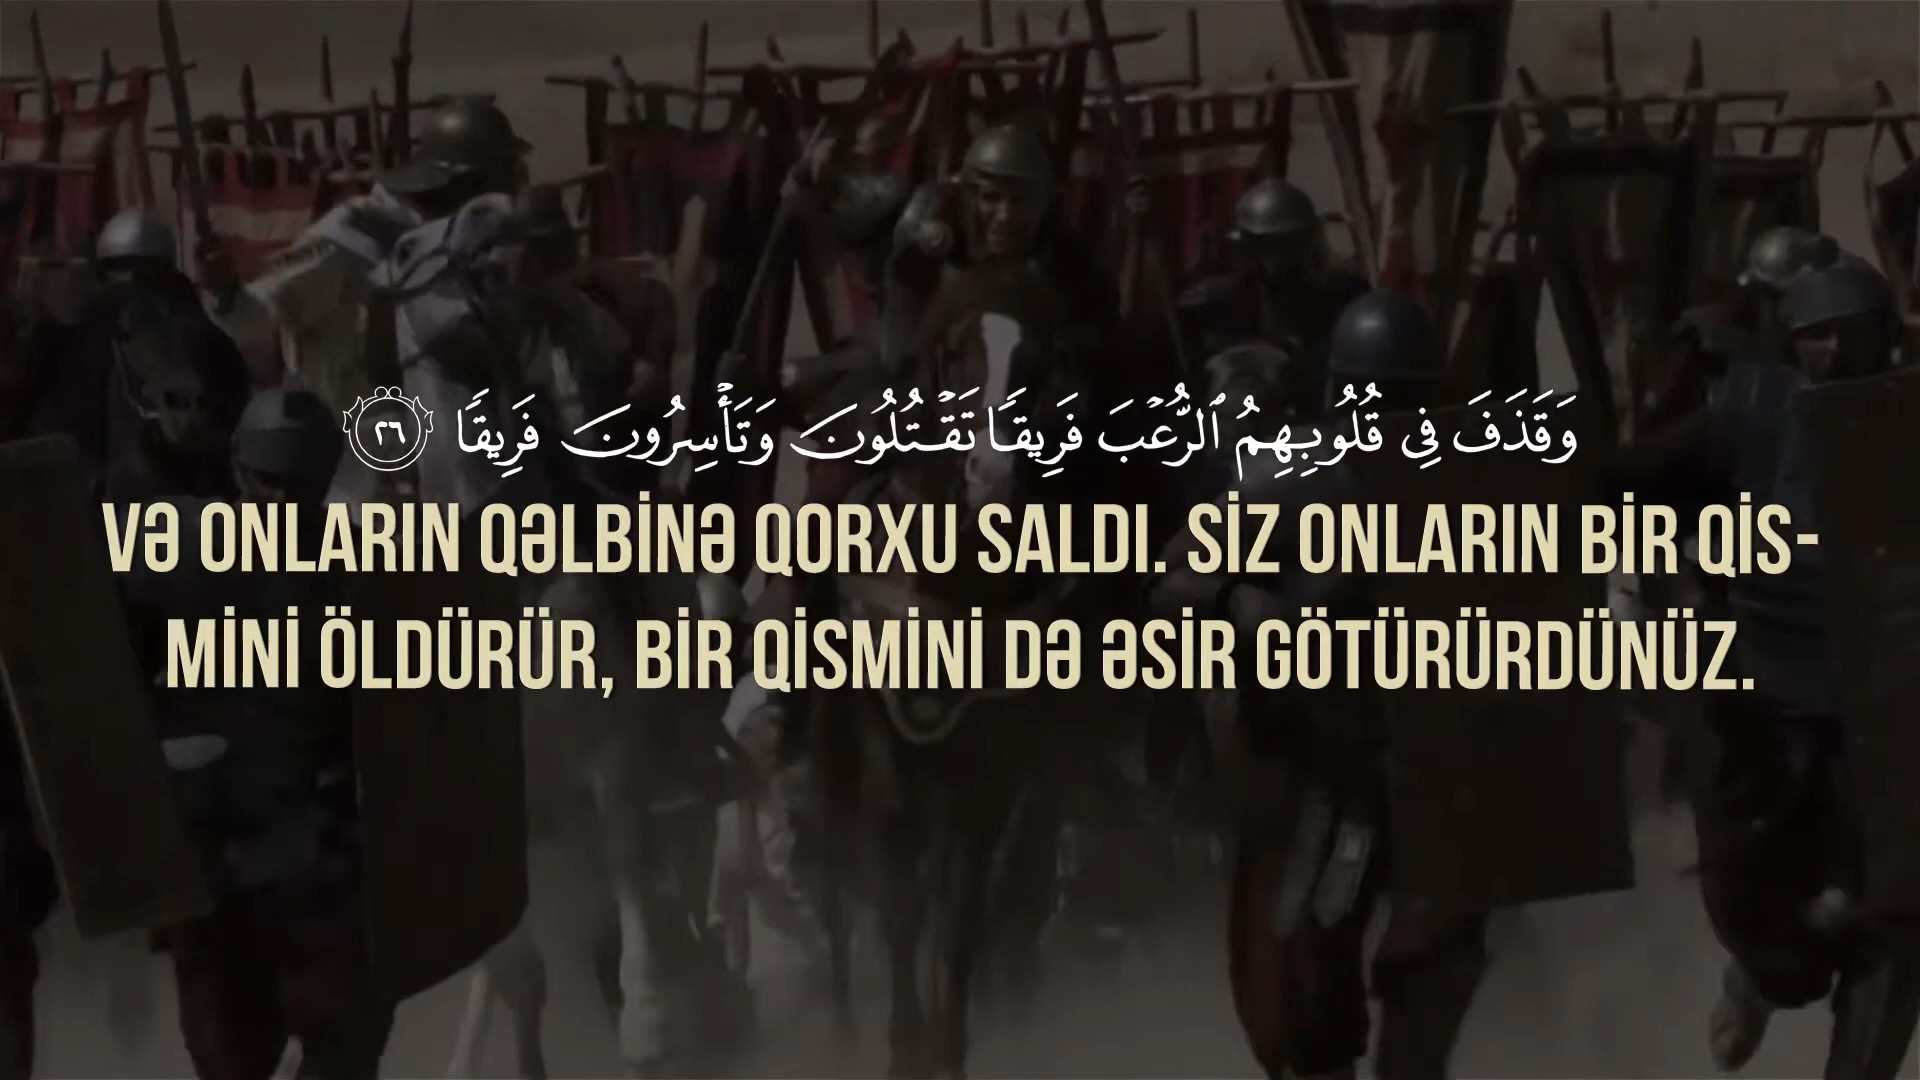 وَقَذَفَ فِي قُلُوبِهِمُ ٱلرُّعۡبَ فَرِيقٗا تَقۡتُلُونَ وَتَأۡسِرُونَ فَرِيقٗا ٢٦
VƏ ONLARIN QƏLBİNƏ QORXU SALDI. SİZ ONLARIN BİR QİS-
MİNİ ÖLDÜRÜR, BİR QİSMİNİ DƏ ƏSİR GÖTÜRÜRDÜNÜZ.